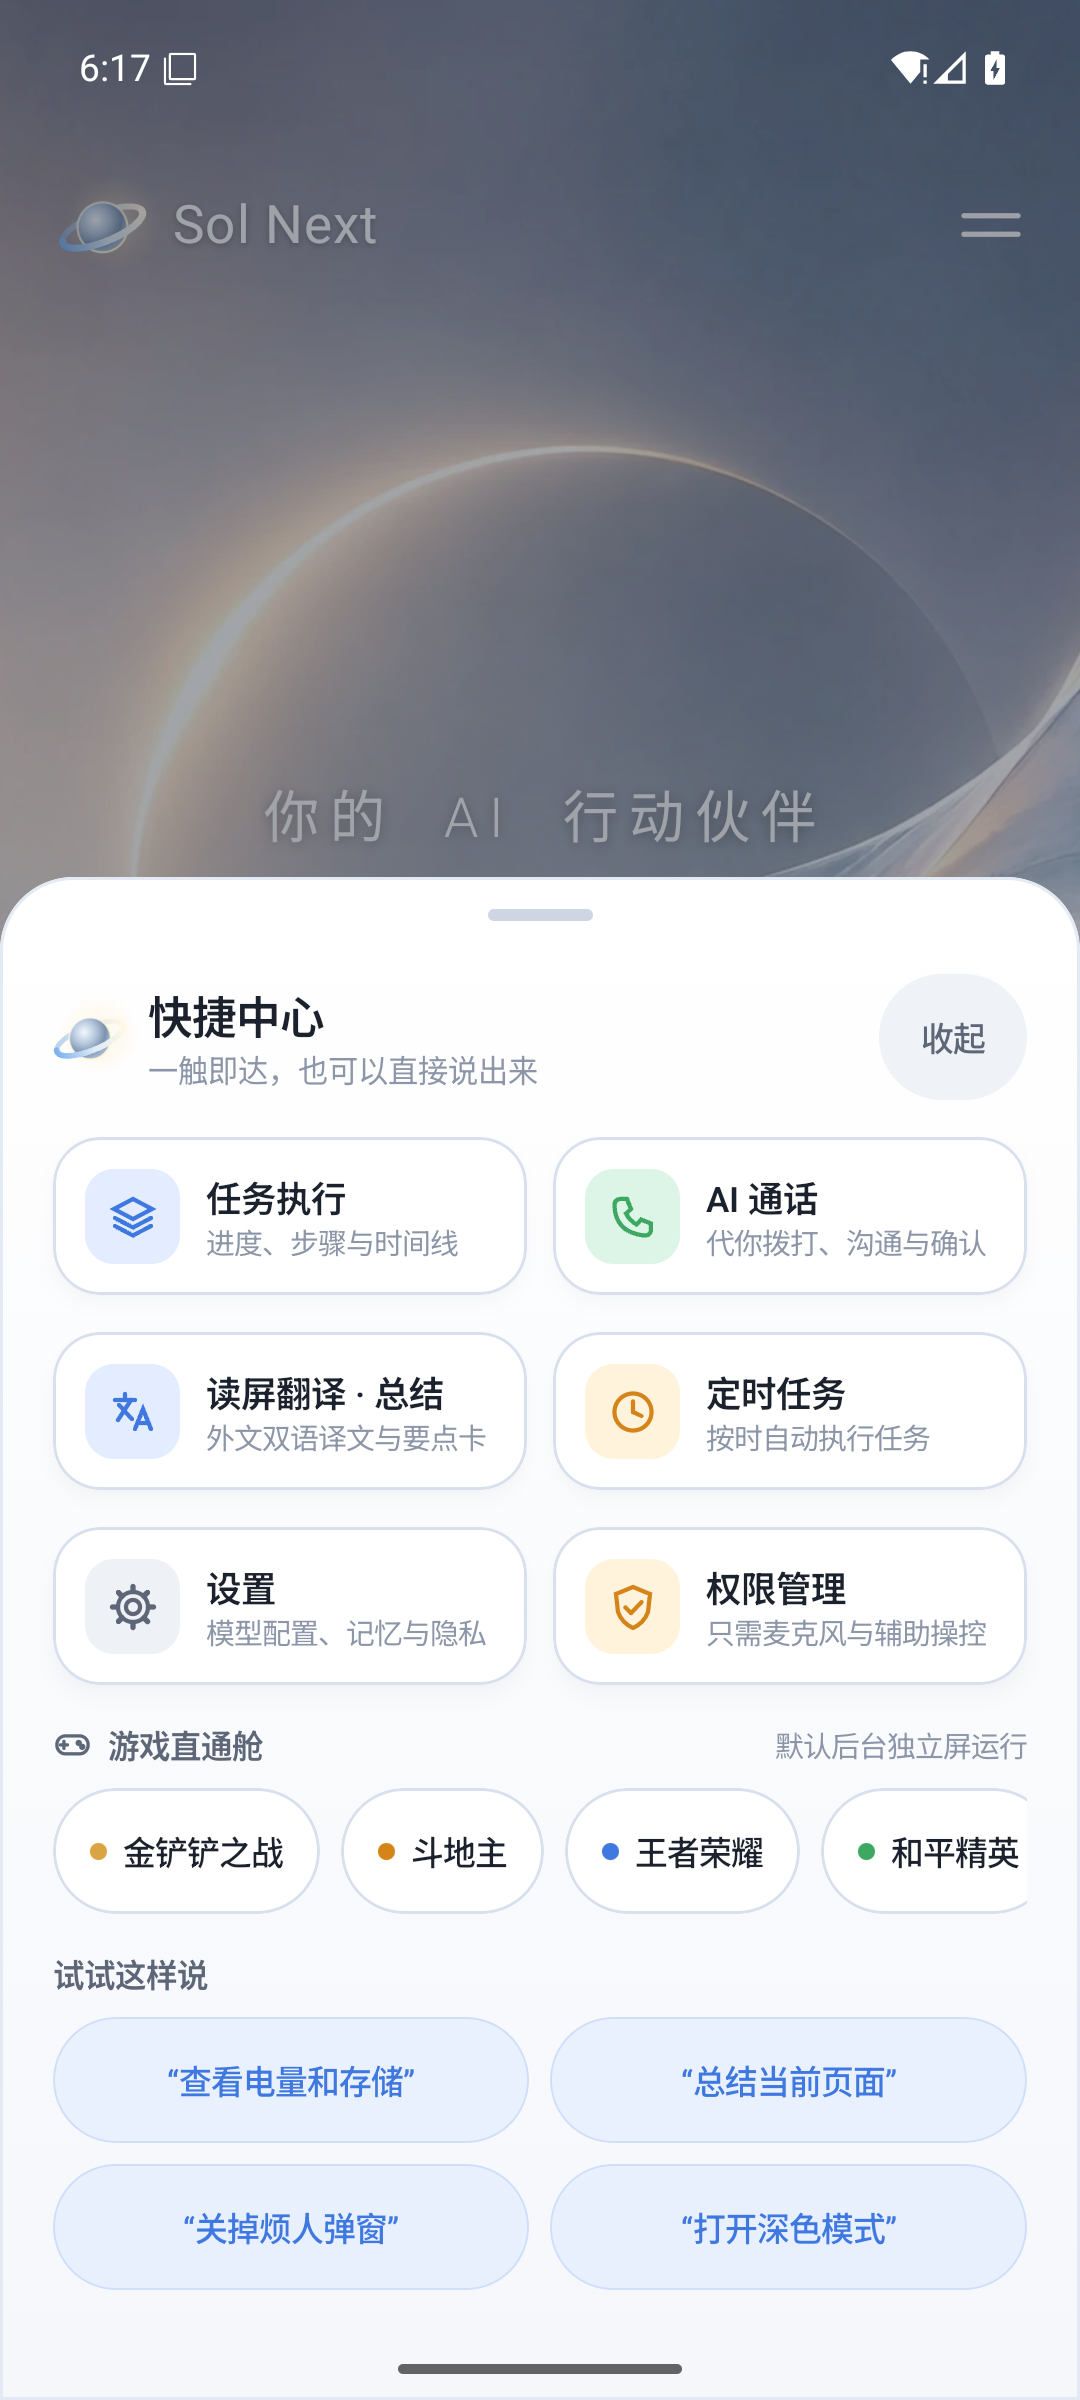 6:17
Sol Next
你的 AI 行动伙伴
快捷中心
一触即达，也可以直接说出来
收起
任务执行
进度、步骤与时间线
AI 通话
代你拨打、沟通与确认
读屏翻译 · 总结
外文双语译文与要点卡
定时任务
按时自动执行任务
设置
模型配置、记忆与隐私
权限管理
只需麦克风与辅助操控
游戏直通舱
默认后台独立屏运行
金铲铲之战
斗地主
王者荣耀
和平精英
试试这样说
“查看电量和存储”
“总结当前页面”
“关掉烦人弹窗”
“打开深色模式”